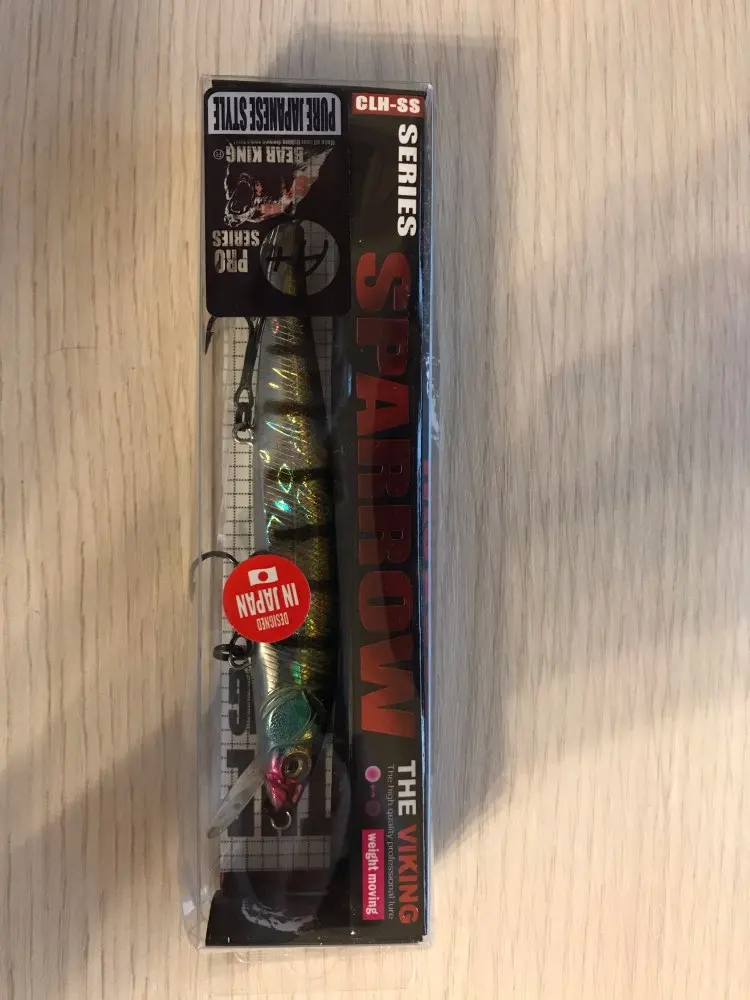 CLH-SS
SERIES
SPARROW
THE VIKING
The high quality professional lure
weight moving
PURE JAPANESE STYLE
BEAR KING®
PRO
SERIES
A+
DESIGNED
IN JAPAN